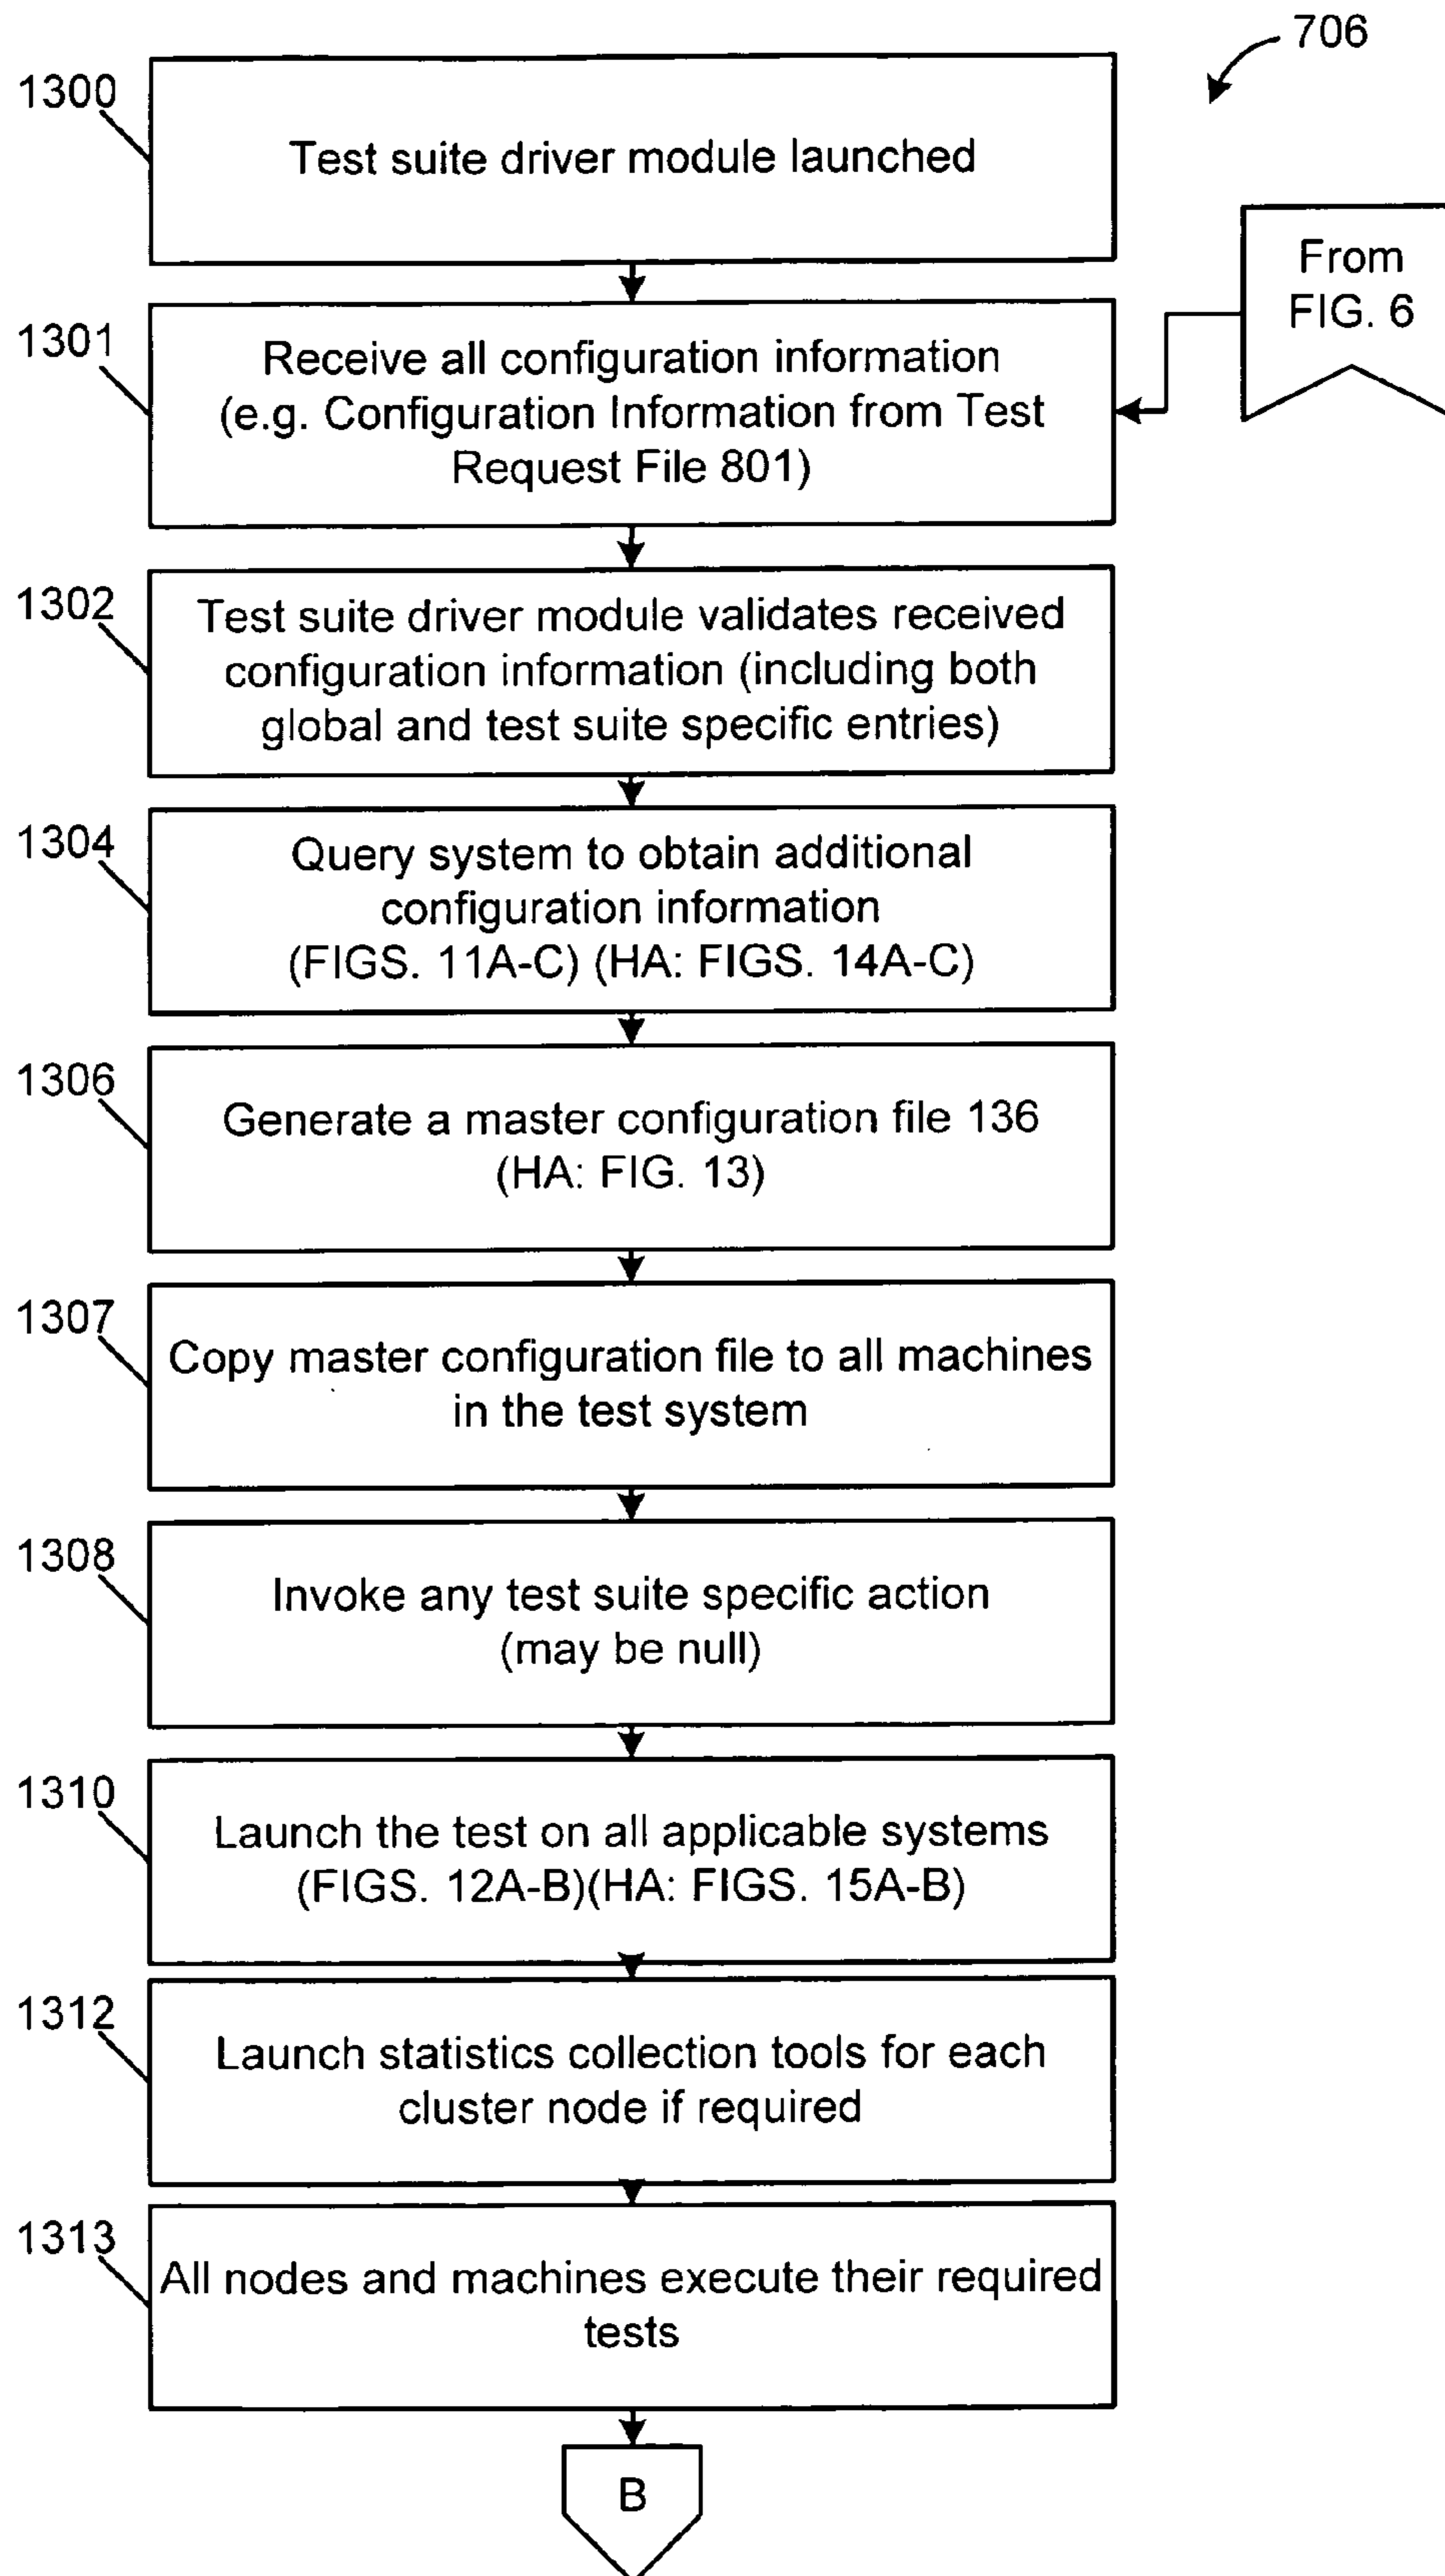 706
1300
Test suite driver module launched
From
FIG. 6
1301
Receive all configuration information
(e.g. Configuration Information from Test
Request File 801)
1302
Test suite driver module validates received
configuration information (including both
global and test suite specific entries)
1304
Query system to obtain additional
configuration information
(FIGS. 11A-C) (HA: FIGS. 14A-C)
1306
Generate a master configuration file 136
(HA: FIG. 13)
1307
Copy master configuration file to all machines
in the test system
1308
Invoke any test suite specific action
(may be null)
1310
Launch the test on all applicable systems
(FIGS. 12A-B)(HA: FIGS. 15A-B)
1312
Launch statistics collection tools for each
cluster node if required
1313
All nodes and machines execute their required
tests
B